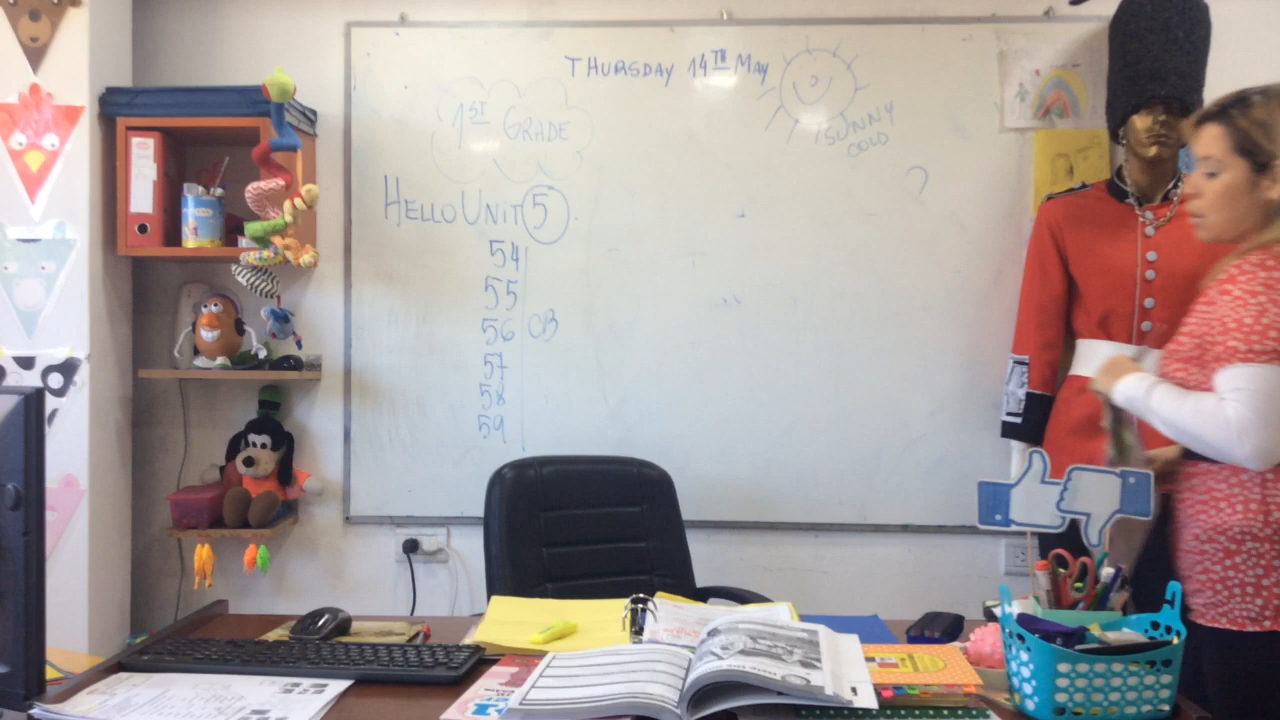 THURSDAY 14TH MAY
1ST GRADE
SUNNY
COLD
?
HELLO UNIT 5
54
55
56 CB
57
58
59